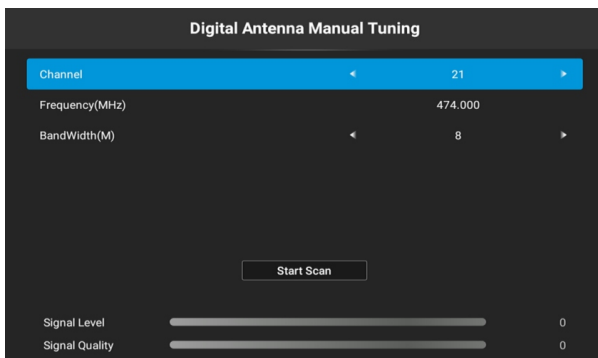 Digital Antenna Manual Tuning
Channel 21
Frequency(MHz) 474.000
BandWidth(M) 8
Start Scan
Signal Level 0
Signal Quality 0